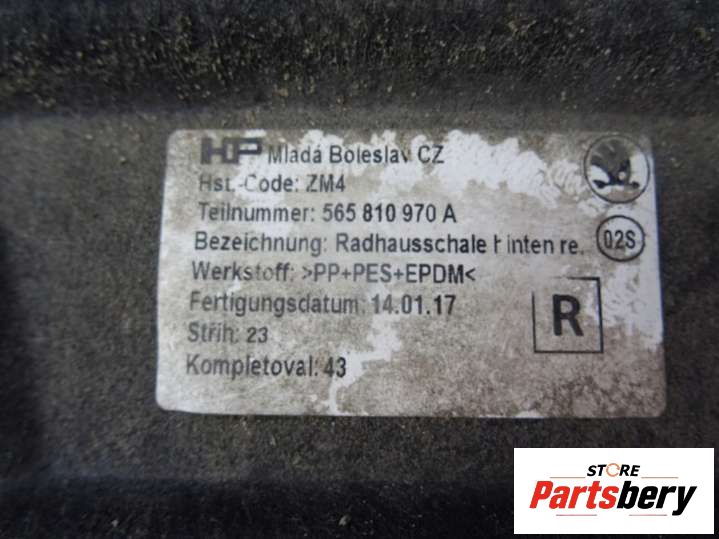 HP Mladá Boleslav CZ
Hst.-Code: ZM4
Teilnummer: 565 810 970 A
Bezeichnung: Radhausschale hinten re.
02S
Werkstoff: >PP+PES+EPDM<
Fertigungsdatum: 14.01.17
R
Střih: 23
Kompletoval: 43
STORE
Partsbery